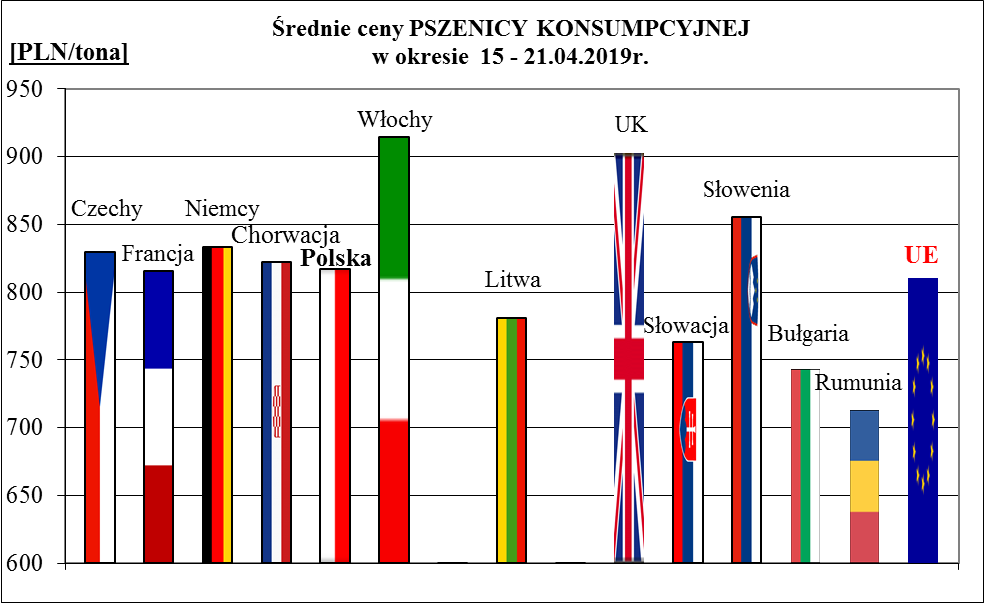 Średnie ceny PSZENICY KONSUMPCYJNEJ
w okresie 15 - 21.04.2019r.
[PLN/tona]
950
900
850
800
750
700
650
600
Czechy
Francja
Niemcy
Chorwacja
Polska
Włochy
Litwa
UK
Słowacja
Słowenia
Bułgaria
Rumunia
UE